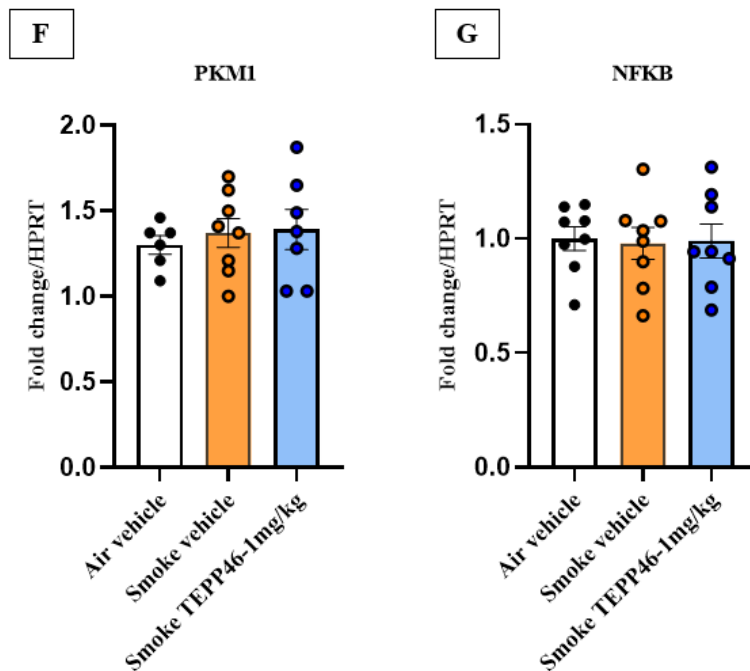 F
PKM1
Fold change/HPRT
2.0
1.5
1.0
0.5
0.0
Air vehicle
Smoke vehicle
Smoke TEPP46-1mg/kg
G
NFKB
Fold change/HPRT
1.5
1.0
0.5
0.0
Air vehicle
Smoke vehicle
Smoke TEPP46-1mg/kg